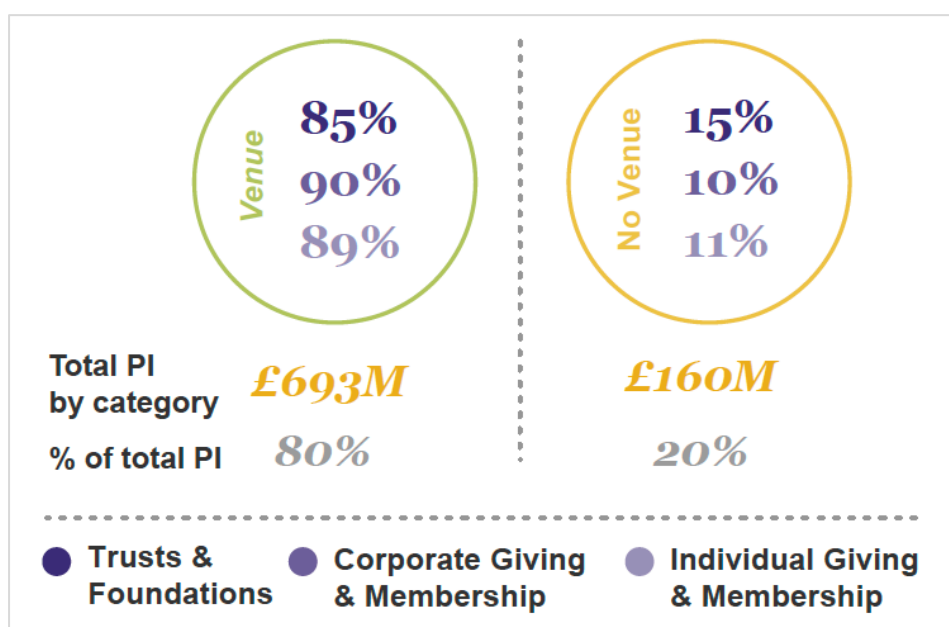 Venue
85%
90%
89%
No Venue
15%
10%
11%
Total PI
by category
£693M
£160M
% of total PI
80%
20%
Trusts &
Foundations
Corporate Giving
& Membership
Individual Giving
& Membership